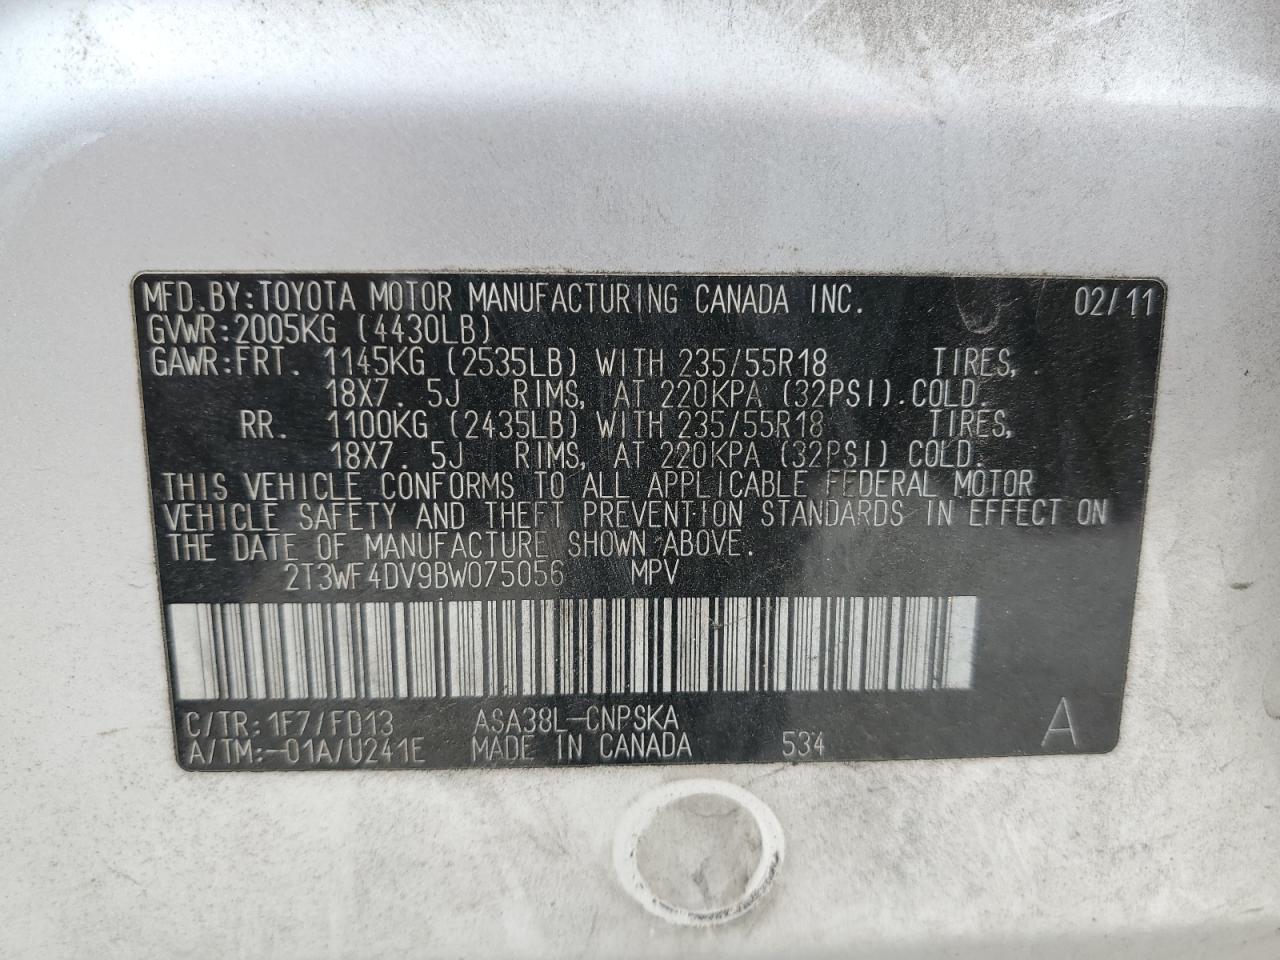 MFD.BY:TOYOTA MOTOR MANUFACTURING CANADA INC. 02/11
GVWR:2005KG (4430LB)
GAWR:FRT. 1145KG (2535LB) WITH 235/55R18 TIRES,
18X7.5J RIMS, AT 220KPA (32PSI) COLD.
RR. 1100KG (2435LB) WITH 235/55R18 TIRES,
18X7.5J RIMS, AT 220KPA (32PSI) COLD.
THIS VEHICLE CONFORMS TO ALL APPLICABLE FEDERAL MOTOR
VEHICLE SAFETY AND THEFT PREVENTION STANDARDS IN EFFECT ON
THE DATE OF MANUFACTURE SHOWN ABOVE.
2T3WF4DV9BW075056 MPV
C/TR:1F7/FD13 ASA38L-CNPSKA A
A/TM:-01A/U241E MADE IN CANADA 534